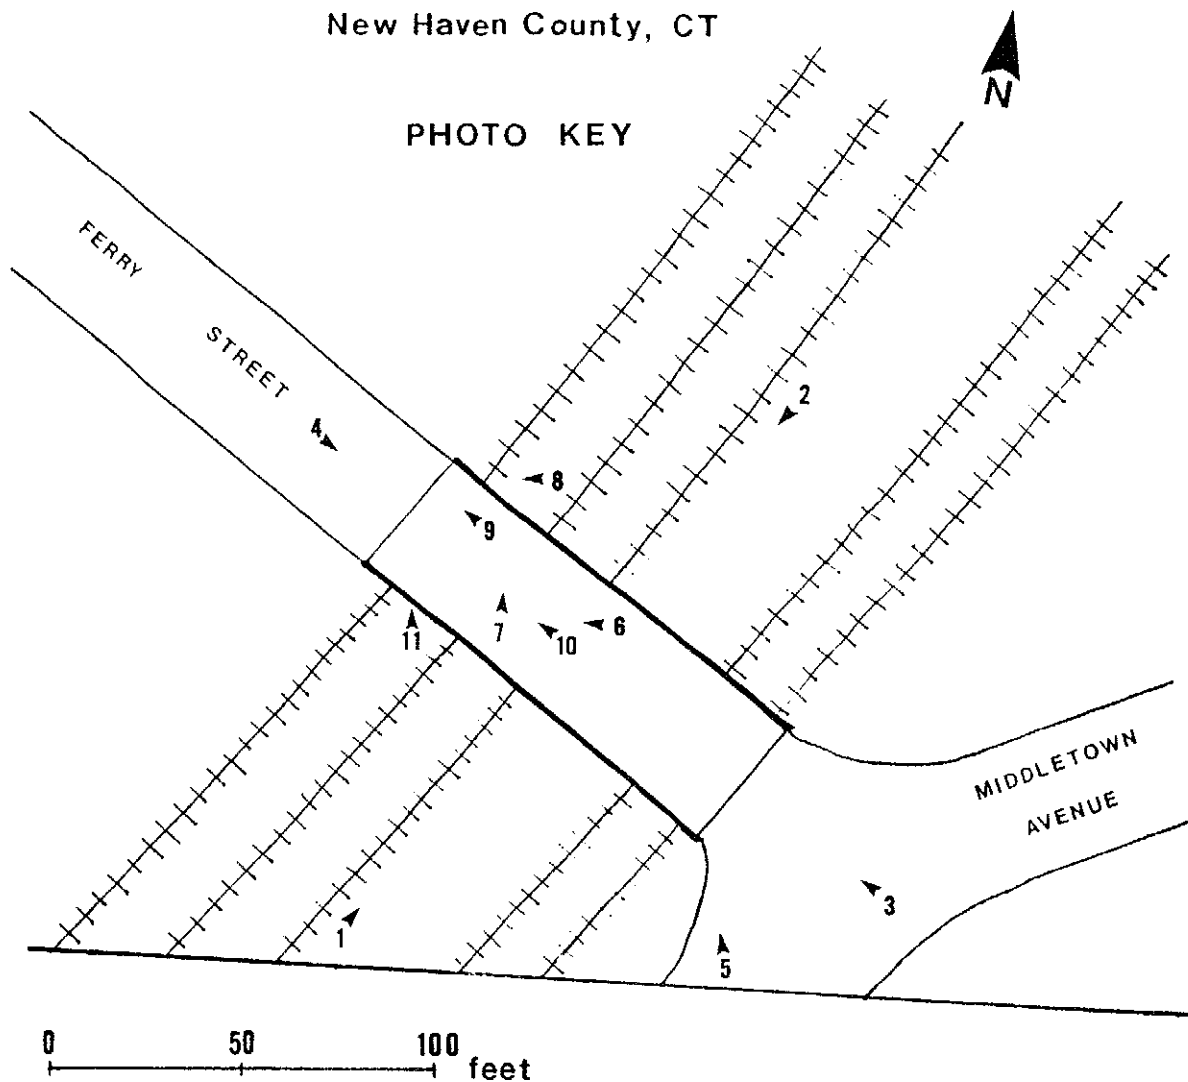 New Haven County, CT
N
PHOTO KEY
FERRY
STREET
4
2
8
9
7
10
6
11
MIDDLETOWN
AVENUE
3
1
5
0 50 100 feet